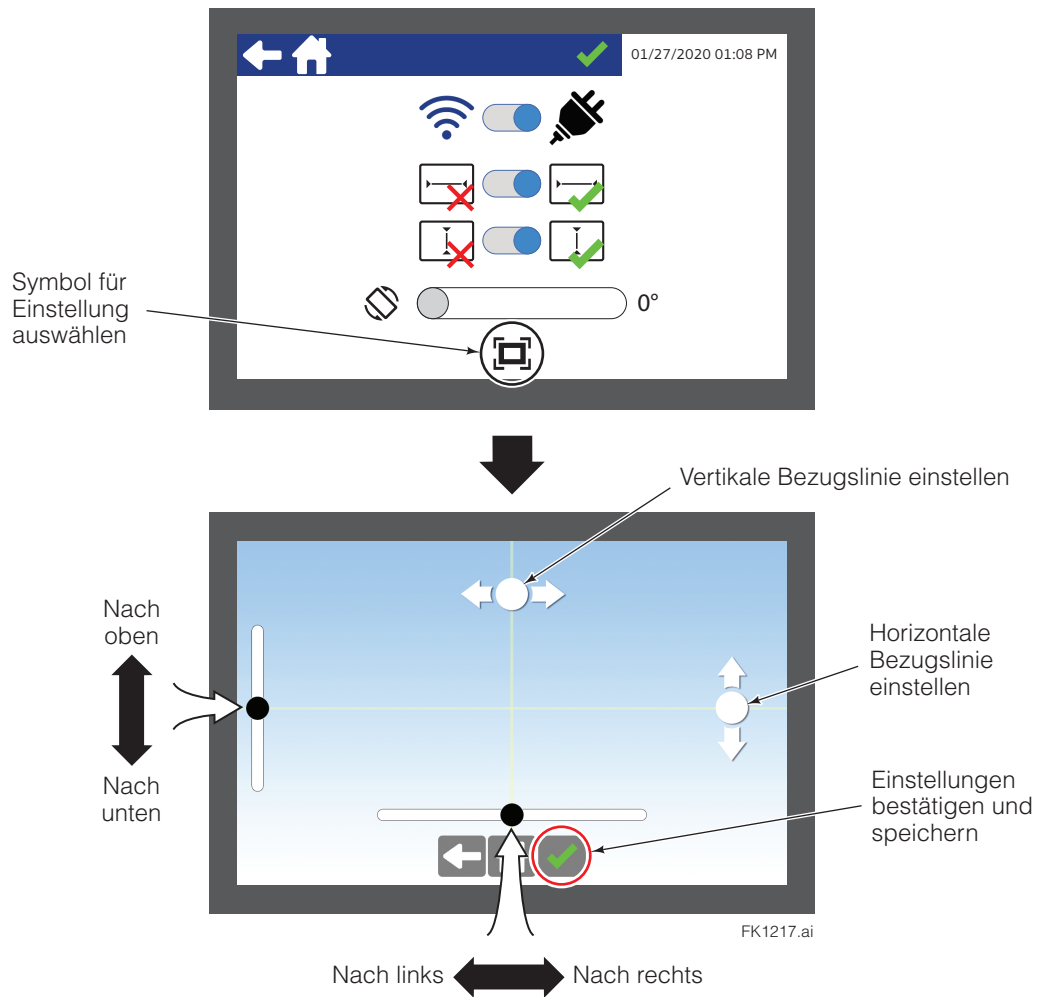 01/27/2020 01:08 PM
Symbol für
Einstellung
auswählen
0°
Vertikale Bezugslinie einstellen
Nach
oben
Horizontale
Bezugslinie
einstellen
Nach
unten
Einstellungen
bestätigen und
speichern
FK1217.ai
Nach links
Nach rechts